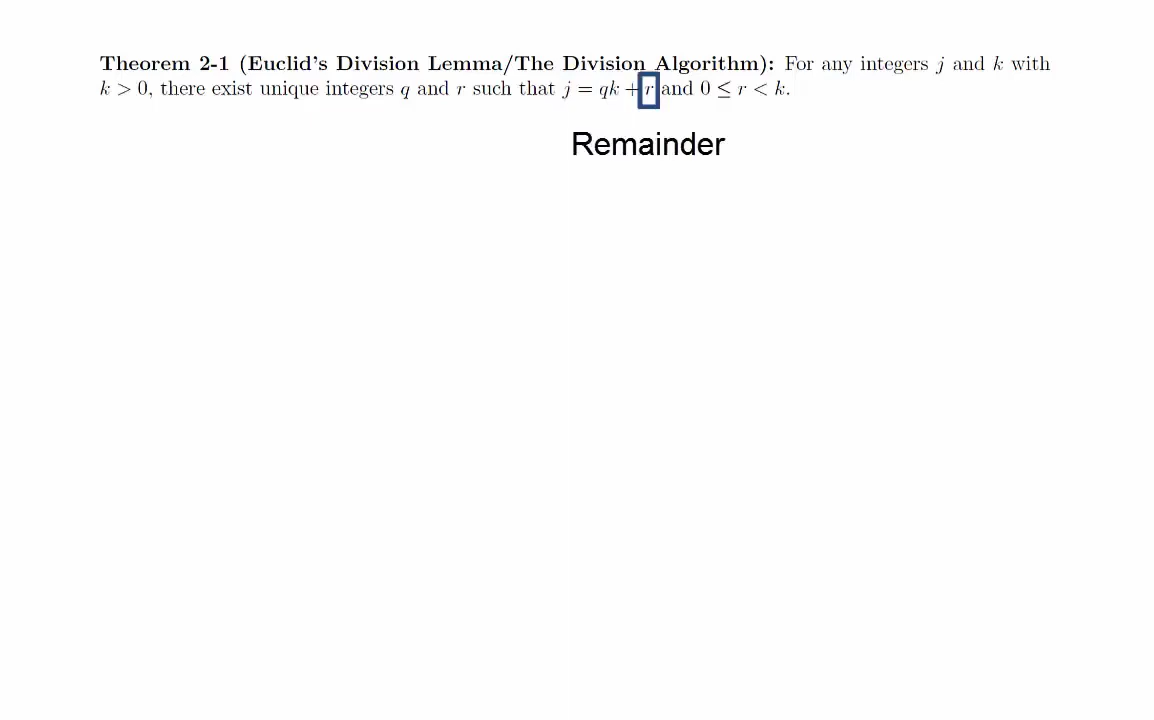 Theorem 2-1 (Euclid's Division Lemma/The Division Algorithm): For any integers j and k with
k > 0, there exist unique integers q and r such that j = qk + r and 0 ≤ r < k.
Remainder